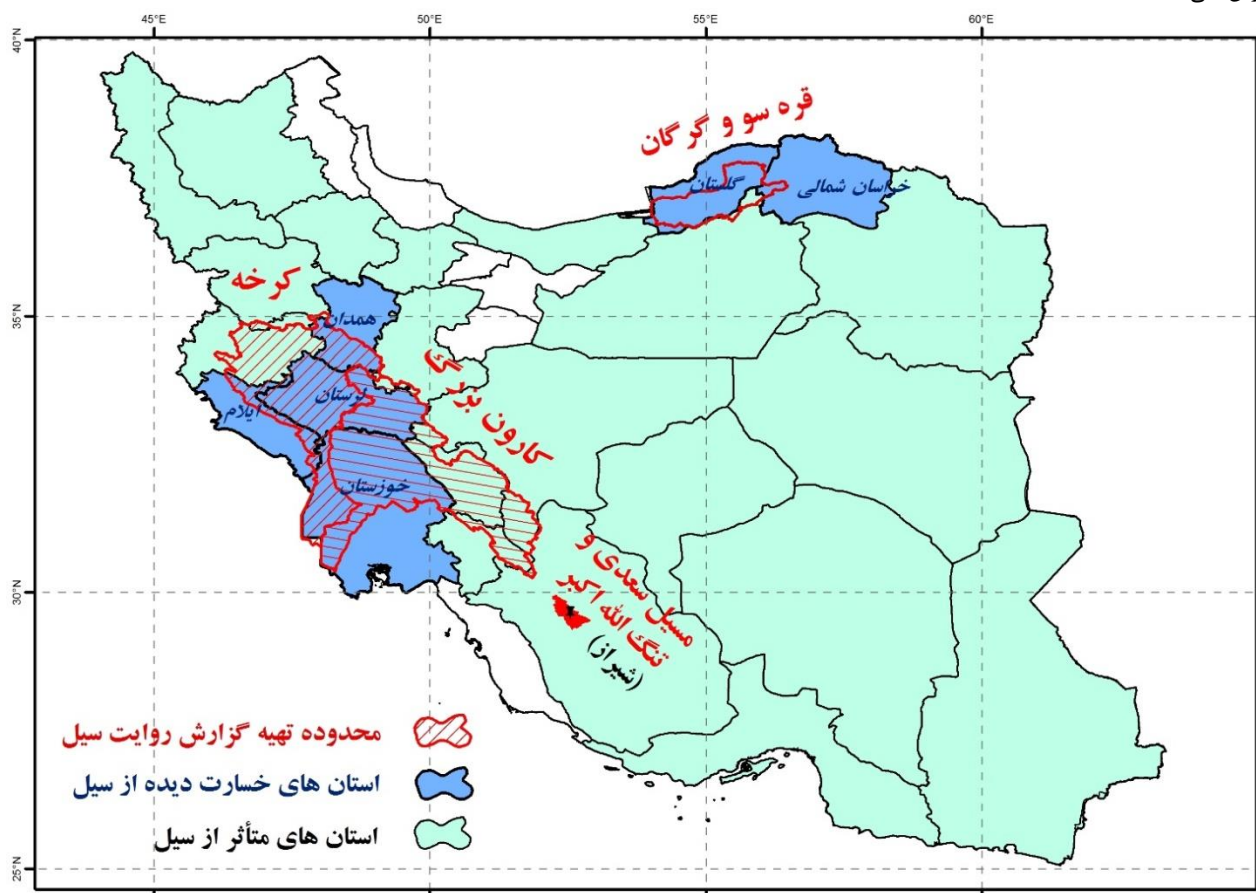 45°E 50°E 55°E 60°E
40°N
قره سو و گرگان
گلستان
خراسان شمالی
کرخه
35°N
همدان
کارون بزرگ
لرستان
ایلام
خوزستان
مسیل سعدی و
تنگ الله اکبر
(شیراز)
30°N
محدوده تهیه گزارش روایت سیل
استان های خسارت دیده از سیل
استان های متأثر از سیل
25°N